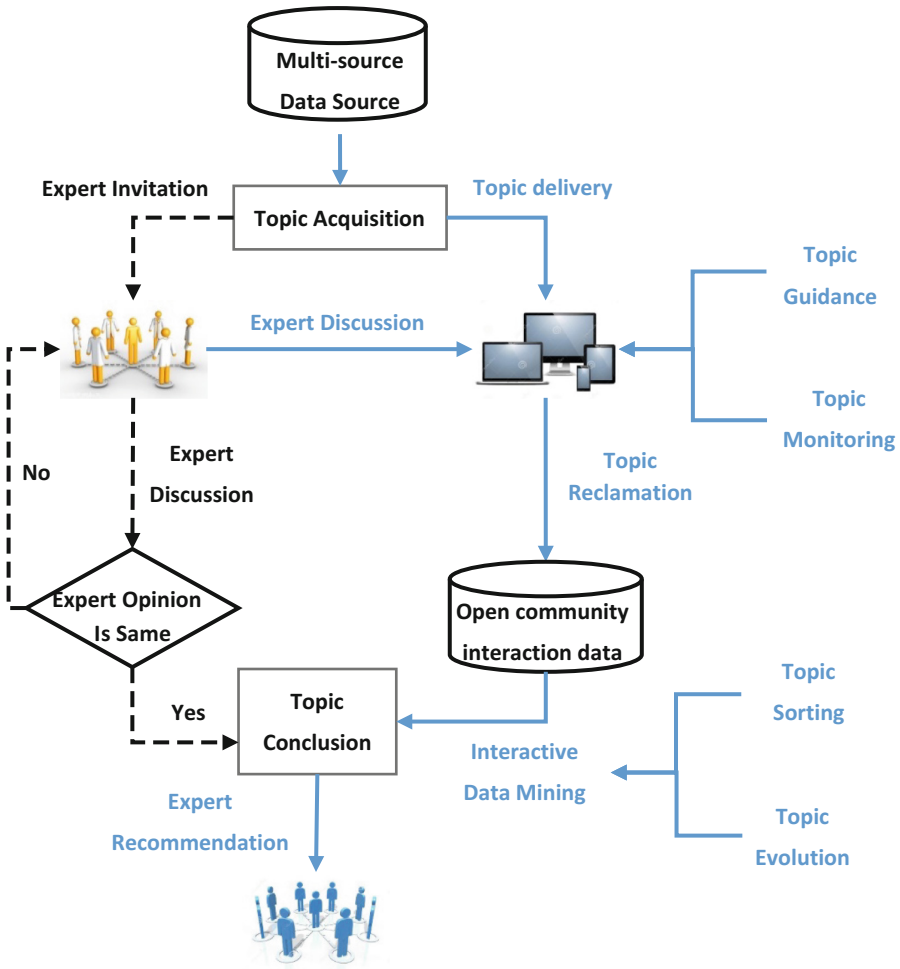 Multi-source
Data Source
Expert Invitation
Topic delivery
Topic Acquisition
Topic
Guidance
Expert Discussion
Topic
Monitoring
No
Expert
Discussion
Topic
Reclamation
Expert Opinion
Is Same
Open community
interaction data
Yes
Topic
Conclusion
Topic
Sorting
Interactive
Data Mining
Expert
Recommendation
Topic
Evolution